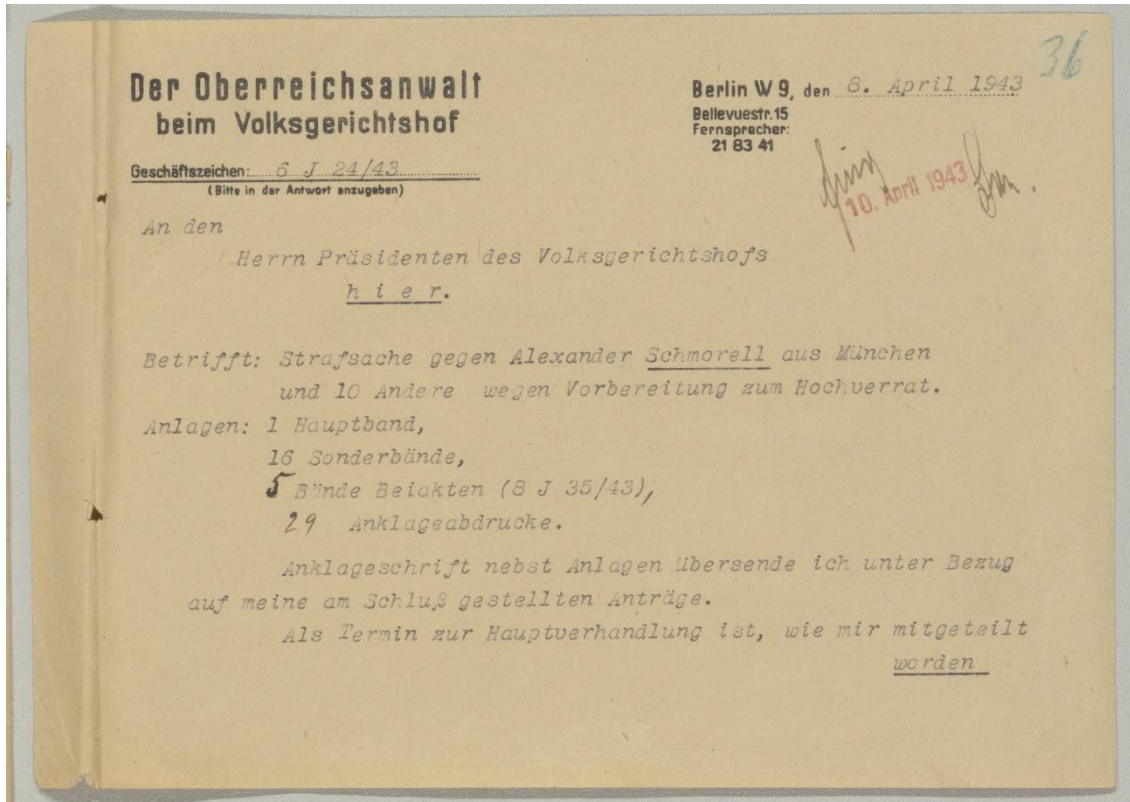 36
Der Oberreichsanwalt
beim Volksgerichtshof
Geschäftszeichen: 6 J 24/43
(Bitte in der Antwort anzugeben)
Berlin W 9, den 8. April 1943
Bellevuestr. 15
Fernsprecher:
21 83 41
10. April 1943
An den
Herrn Präsidenten des Volksgerichtshofs
h i e r.
Betrifft: Strafsache gegen Alexander Schmorell aus München
und 10 Andere wegen Vorbereitung zum Hochverrat.
Anlagen: 1 Hauptband,
16 Sonderbände,
5 Bände Beiakten (8 J 35/43),
29 Anklageabdrucke.
Anklageschrift nebst Anlagen übersende ich unter Bezug
auf meine am Schluß gestellten Anträge.
Als Termin zur Hauptverhandlung ist, wie mir mitgeteilt
worden